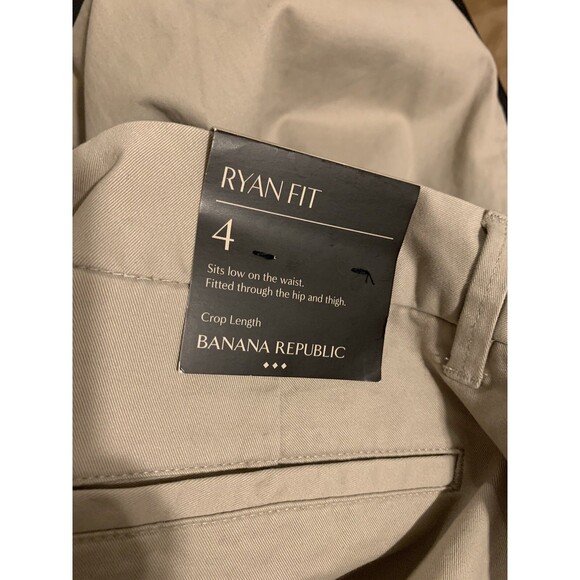 RYAN FIT
4
Sits low on the waist.
Fitted through the hip and thigh.
Crop Length
BANANA REPUBLIC